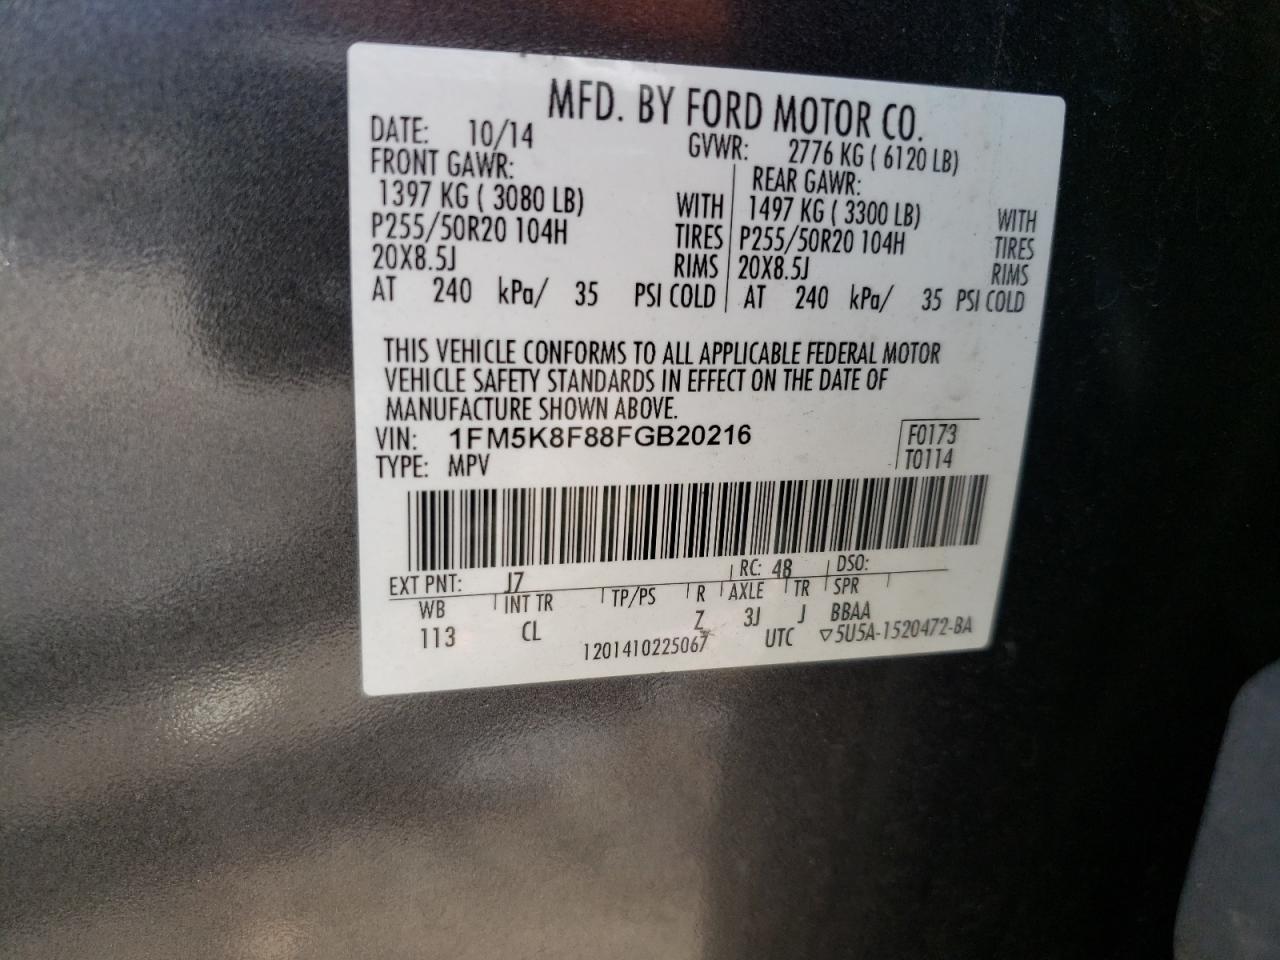 MFD. BY FORD MOTOR CO.
DATE: 10/14 GVWR: 2776 KG ( 6120 LB)
FRONT GAWR: REAR GAWR:
1397 KG ( 3080 LB) WITH 1497 KG ( 3300 LB) WITH
P255/50R20 104H TIRES P255/50R20 104H TIRES
20X8.5J RIMS 20X8.5J RIMS
AT 240 kPa/ 35 PSI COLD AT 240 kPa/ 35 PSI COLD
THIS VEHICLE CONFORMS TO ALL APPLICABLE FEDERAL MOTOR
VEHICLE SAFETY STANDARDS IN EFFECT ON THE DATE OF
MANUFACTURE SHOWN ABOVE.
VIN: 1FM5K8F88FGB20216 F0173
TYPE: MPV T0114
EXT PNT: J7 RC: 48 DSO:
WB INT TR TP/PS R AXLE TR SPR
113 CL Z 3J J BBAA
1201410225067 UTC ▽5U5A-1520472-BA